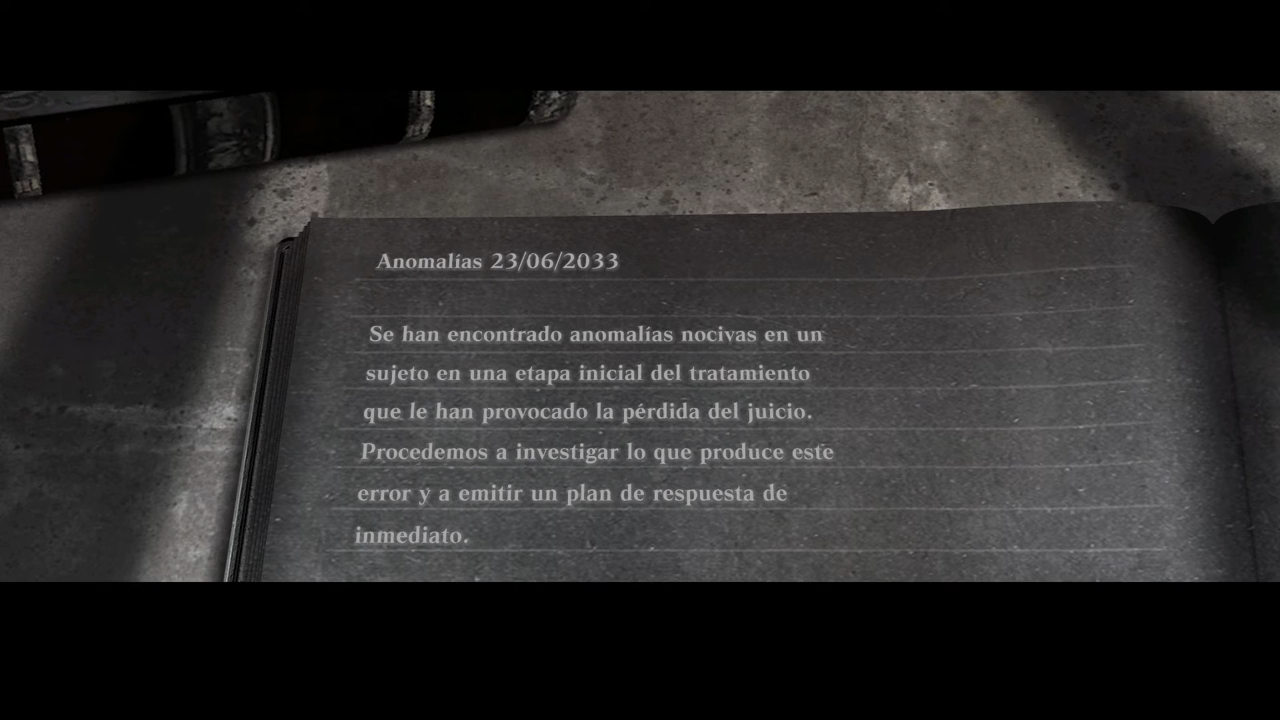 Anomalías 23/06/2033
Se han encontrado anomalías nocivas en un
sujeto en una etapa inicial del tratamiento
que le han provocado la pérdida del juicio.
Procedemos a investigar lo que produce este
error y a emitir un plan de respuesta de
inmediato.